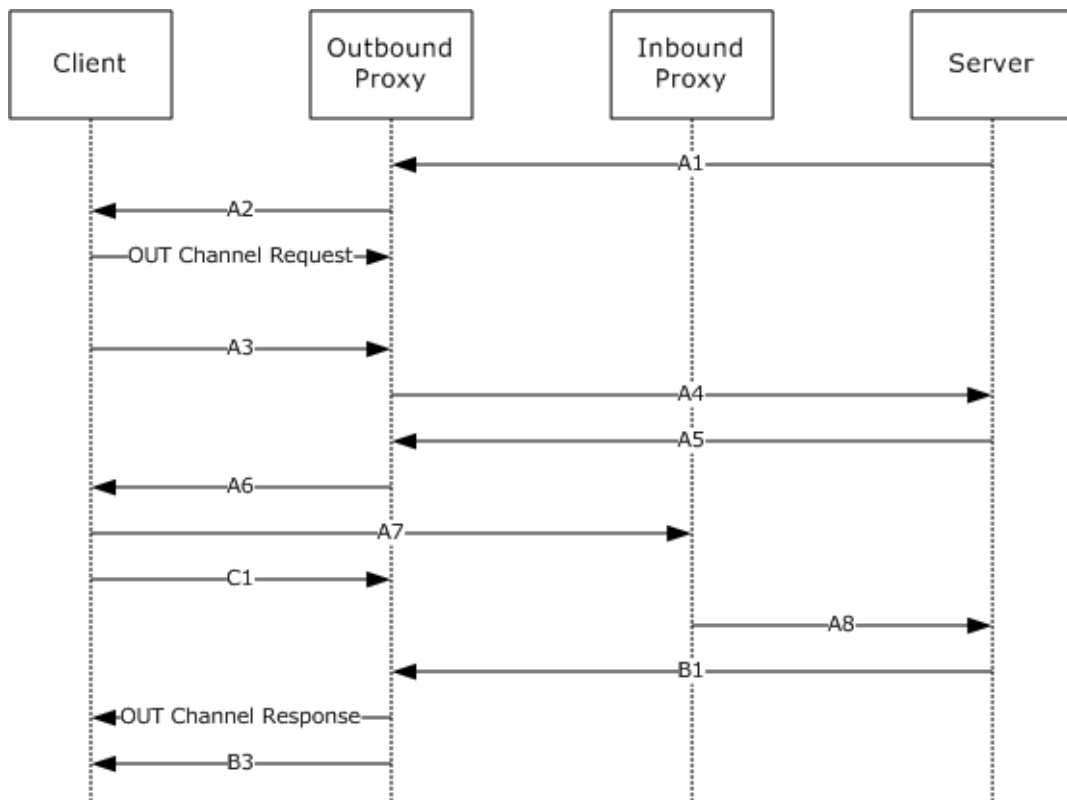 Client
Outbound
Proxy
Inbound
Proxy
Server
A1
A2
OUT Channel Request
A3
A4
A5
A6
A7
C1
A8
B1
OUT Channel Response
B3